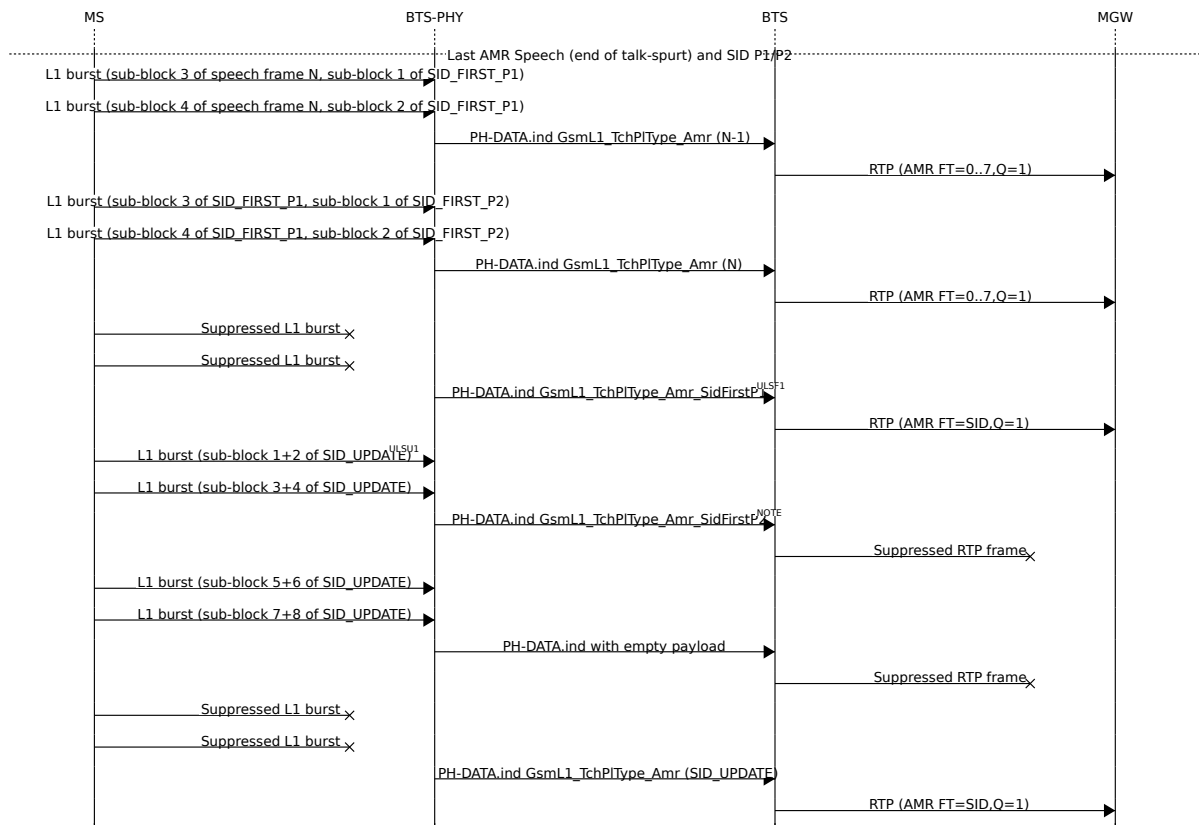 MS BTS-PHY BTS MGW
Last AMR Speech (end of talk-spurt) and SID P1/P2
L1 burst (sub-block 3 of speech frame N, sub-block 1 of SID_FIRST_P1)
L1 burst (sub-block 4 of speech frame N, sub-block 2 of SID_FIRST_P1)
PH-DATA.ind GsmL1_TchPlType_Amr (N-1)
RTP (AMR FT=0..7,Q=1)
L1 burst (sub-block 3 of SID_FIRST_P1, sub-block 1 of SID_FIRST_P2)
L1 burst (sub-block 4 of SID_FIRST_P1, sub-block 2 of SID_FIRST_P2)
PH-DATA.ind GsmL1_TchPlType_Amr (N)
RTP (AMR FT=0..7,Q=1)
Suppressed L1 burst
Suppressed L1 burst
PH-DATA.ind GsmL1_TchPlType_Amr_SidFirstP1 ULSF1
RTP (AMR FT=SID,Q=1)
L1 burst (sub-block 1+2 of SID_UPDATE) ULSU1
L1 burst (sub-block 3+4 of SID_UPDATE)
PH-DATA.ind GsmL1_TchPlType_Amr_SidFirstP2 NOTE
Suppressed RTP frame
L1 burst (sub-block 5+6 of SID_UPDATE)
L1 burst (sub-block 7+8 of SID_UPDATE)
PH-DATA.ind with empty payload
Suppressed RTP frame
Suppressed L1 burst
Suppressed L1 burst
PH-DATA.ind GsmL1_TchPlType_Amr (SID_UPDATE)
RTP (AMR FT=SID,Q=1)